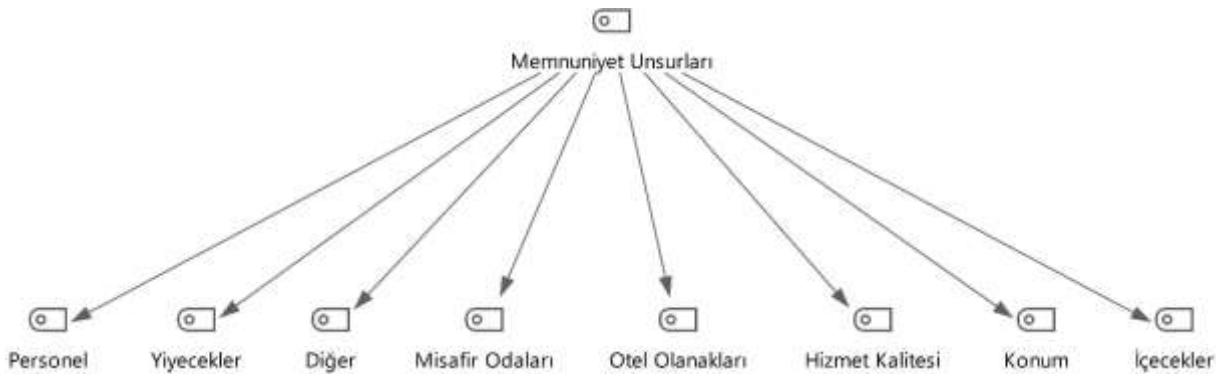 Memnuniyet Unsurları
Personel
Yiyecekler
Diğer
Misafir Odaları
Otel Olanakları
Hizmet Kalitesi
Konum
İçecekler